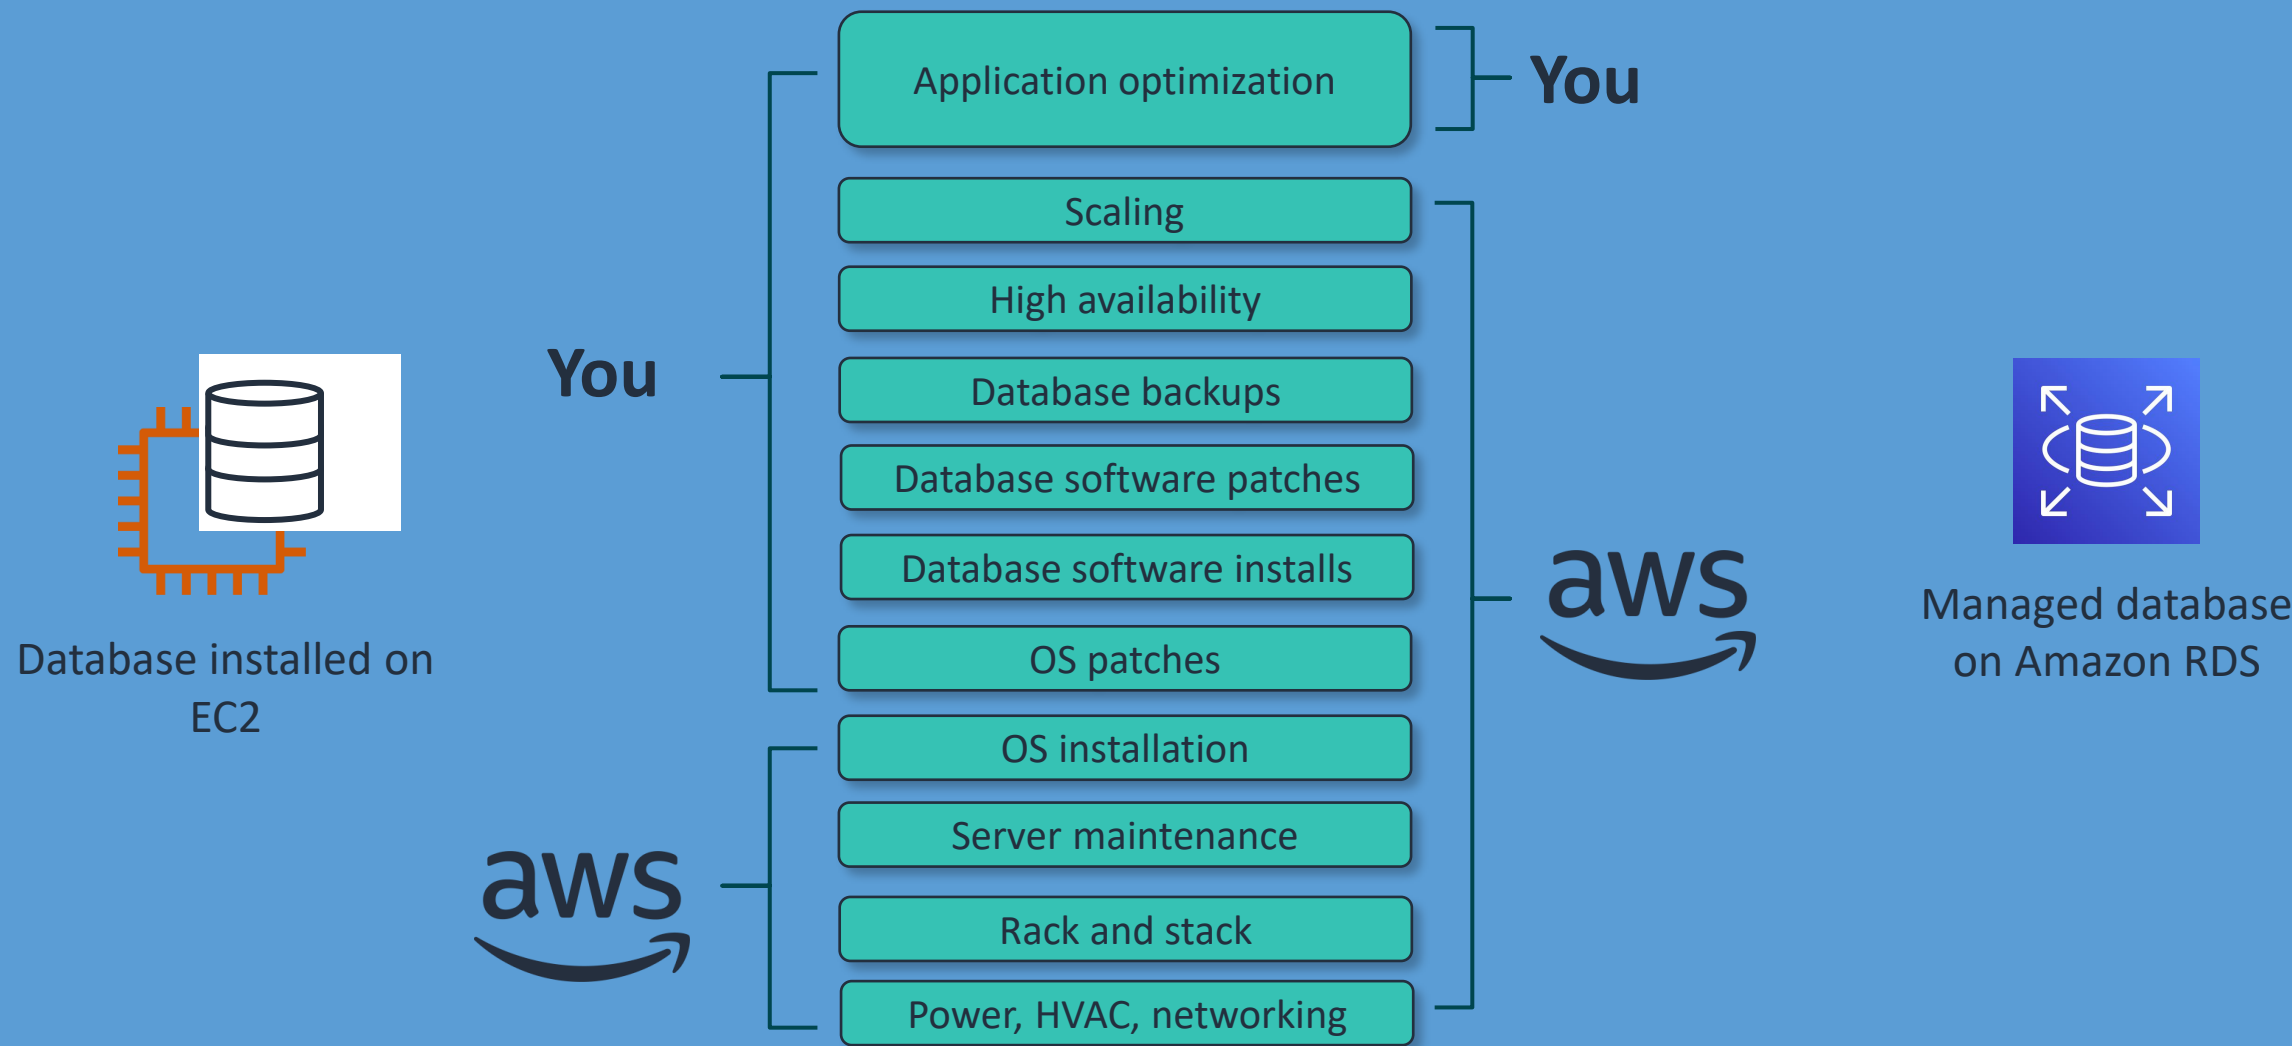 Application optimization
You
Scaling
High availability
You
Database backups
Database software patches
Database software installs
aws
Managed database
on Amazon RDS
Database installed on
EC2
OS patches
OS installation
Server maintenance
aws
Rack and stack
Power, HVAC, networking